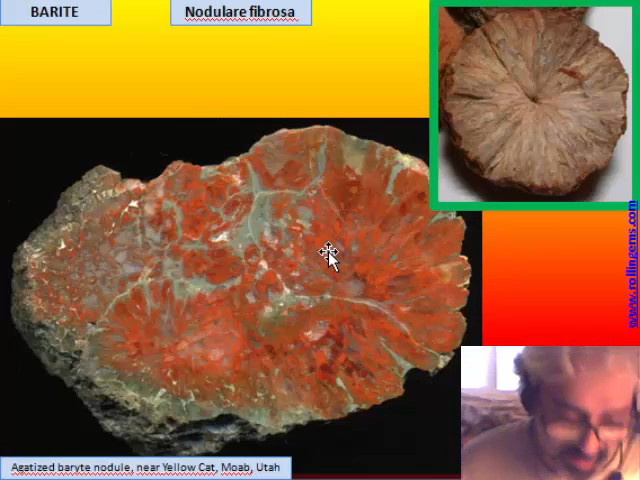 BARITE
Nodulare fibrosa
www.rollingems.com
Agatized baryte nodule, near Yellow Cat, Moab, Utah